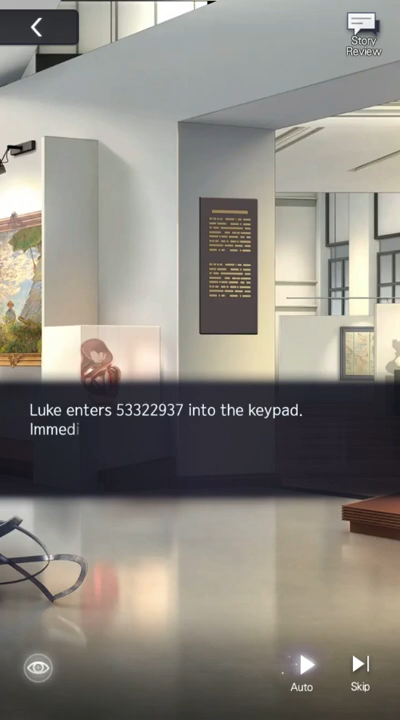 Story
Review
Luke enters 53322937 into the keypad.
Immedi
Auto
Skip